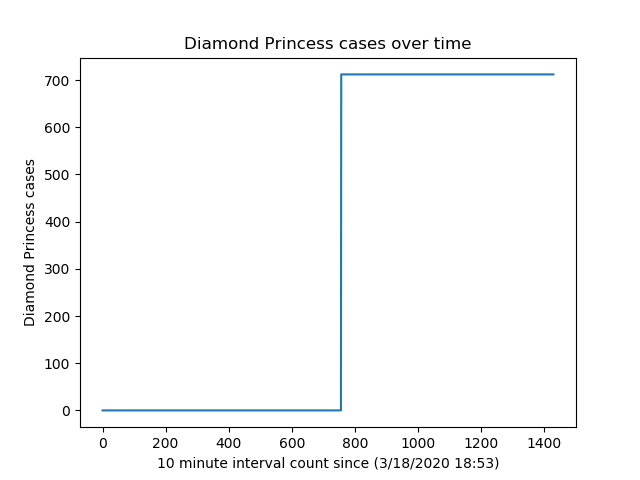 Diamond Princess cases over time
700
600
500
400
300
200
100
0
Diamond Princess cases
0 200 400 600 800 1000 1200 1400
10 minute interval count since (3/18/2020 18:53)